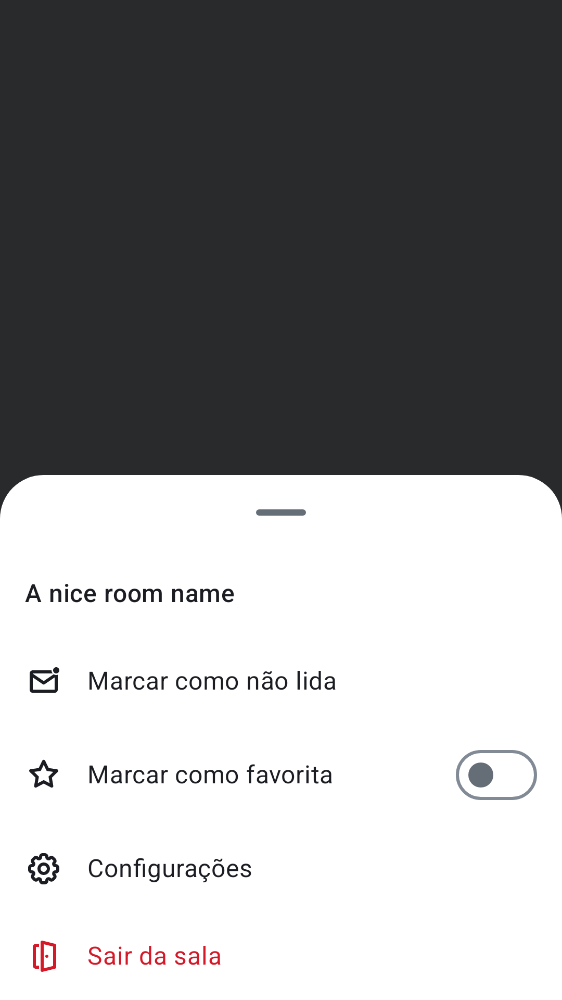 A nice room name
Marcar como não lida
Marcar como favorita
Configurações
Sair da sala